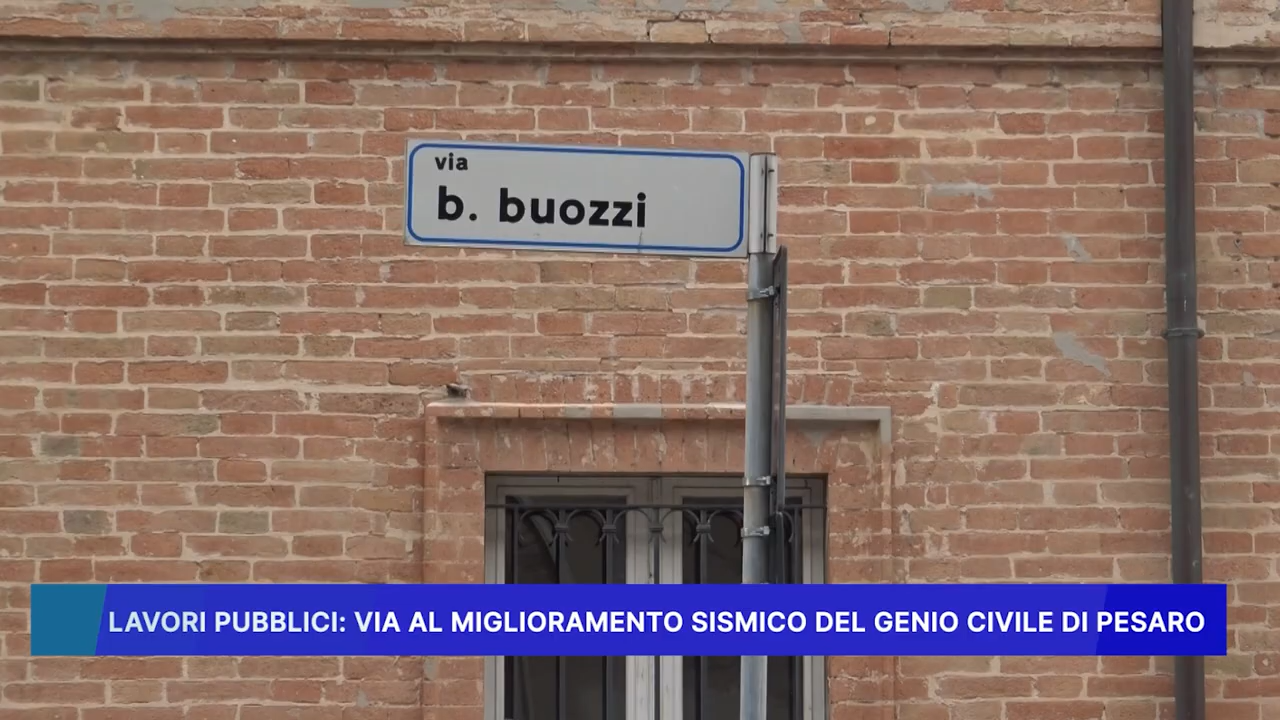 via
b. buozzi
LAVORI PUBBLICI: VIA AL MIGLIORAMENTO SISMICO DEL GENIO CIVILE DI PESARO